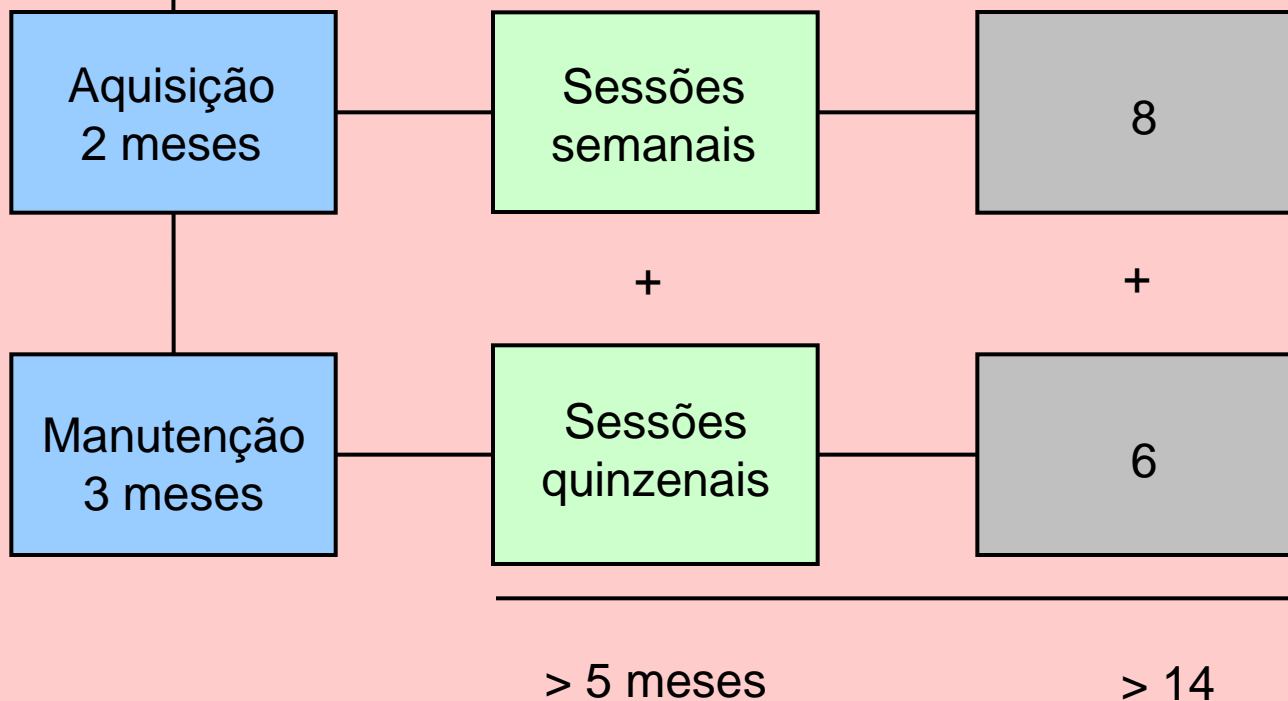 Aquisição
2 meses
Sessões
semanais
8
+
+
Manutenção
3 meses
Sessões
quinzenais
6
> 5 meses
> 14